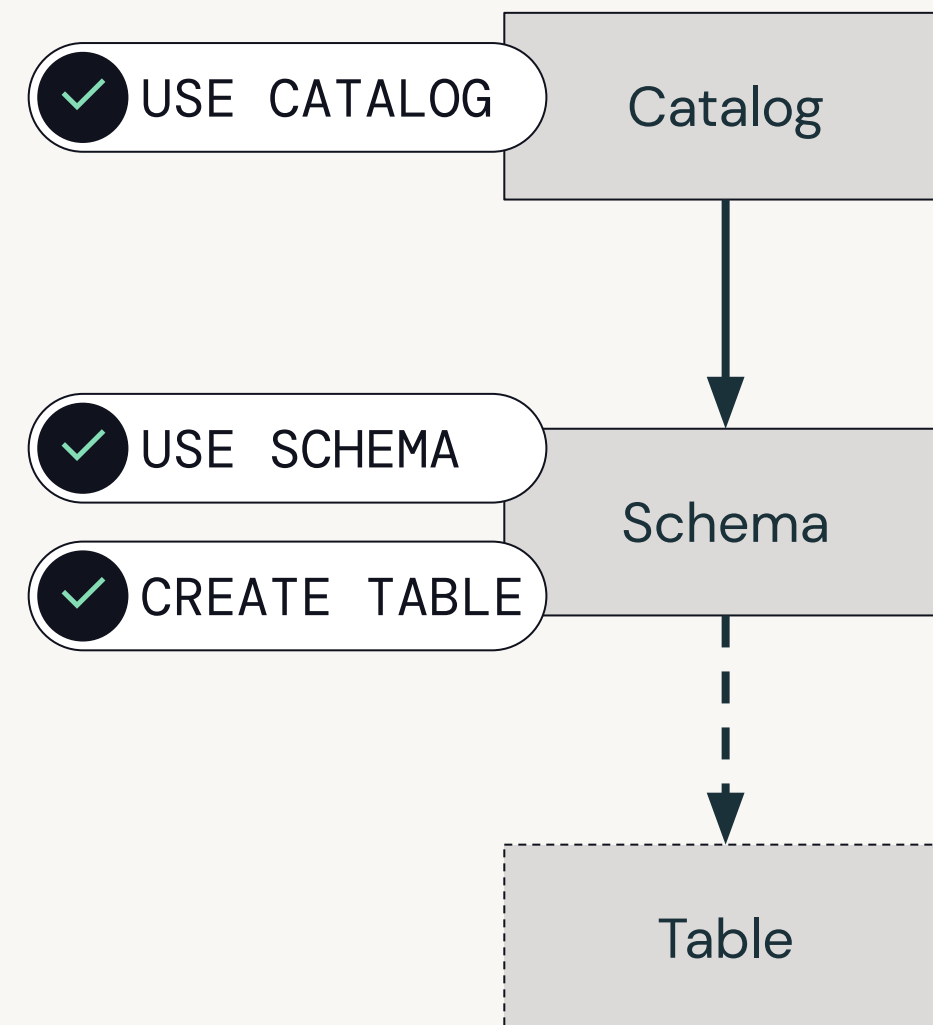 USE CATALOG
Catalog
USE SCHEMA
Schema
CREATE TABLE
Table